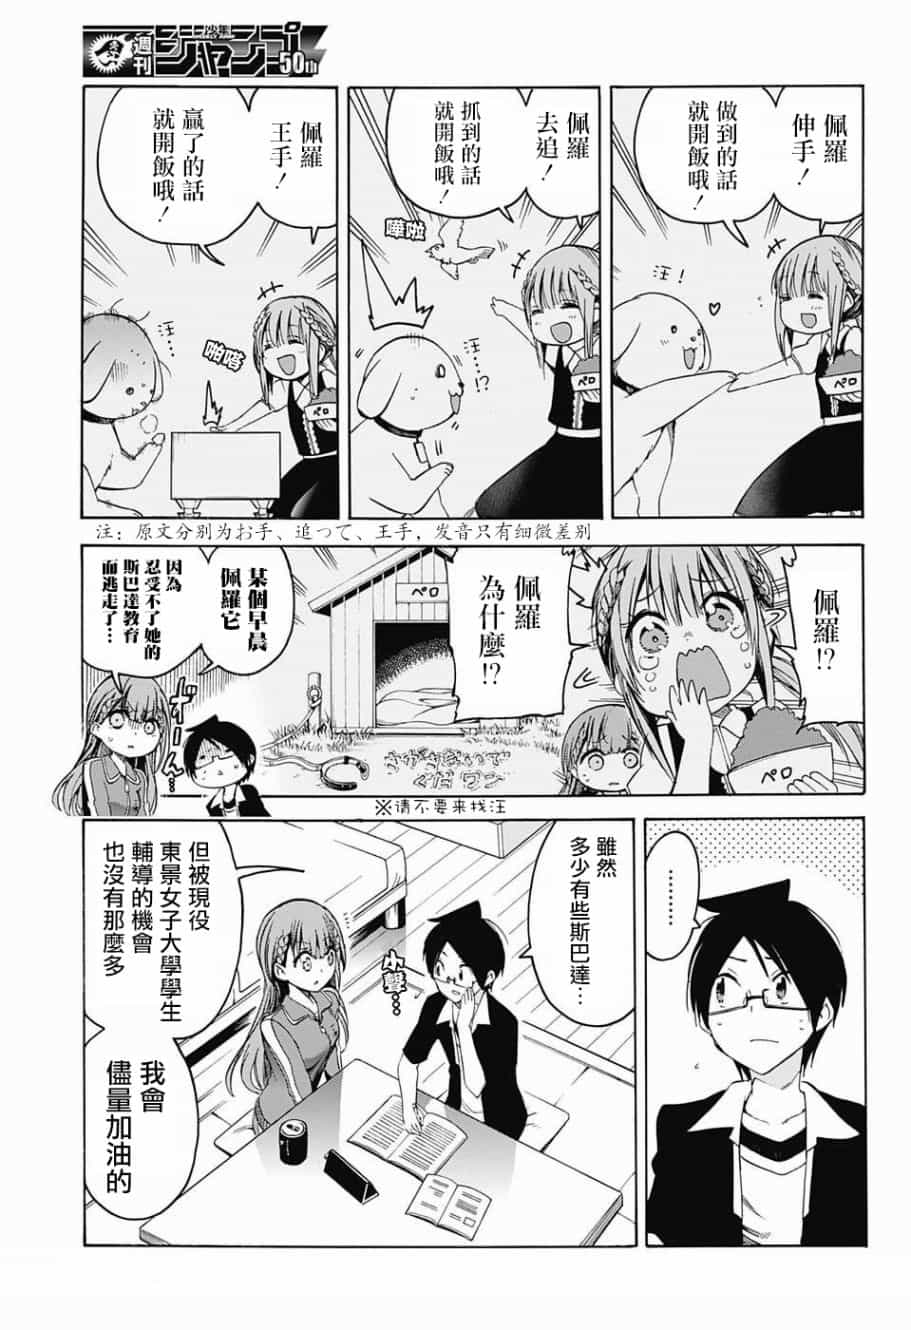 週刊
少年
ジャンプ
50th
佩羅
伸手！
做到的話
就開飯哦！
汪！
ペロ
佩羅
去追！
抓到的話
就開飯哦！
嘩啦
汪
……!?
ペロ
佩羅
王手！
贏了的話
就開飯哦！
汪……
啪嗒
ペロ
注：原文分别为お手、追って、王手，发音只有细微差别
佩羅!?
佩羅
為什麼!?
ペロ
ペロ
さがさないで
くだワン
※请不要来找汪
某個早晨
佩羅它
因為
忍受不了她的
斯巴達教育
而逃走了…
ガーーん…
………
雖然
多少有些斯巴達…
小聲…
但被現役
東景女子大學學生
輔導的機會
也沒有那麼多
我會
儘量加油的